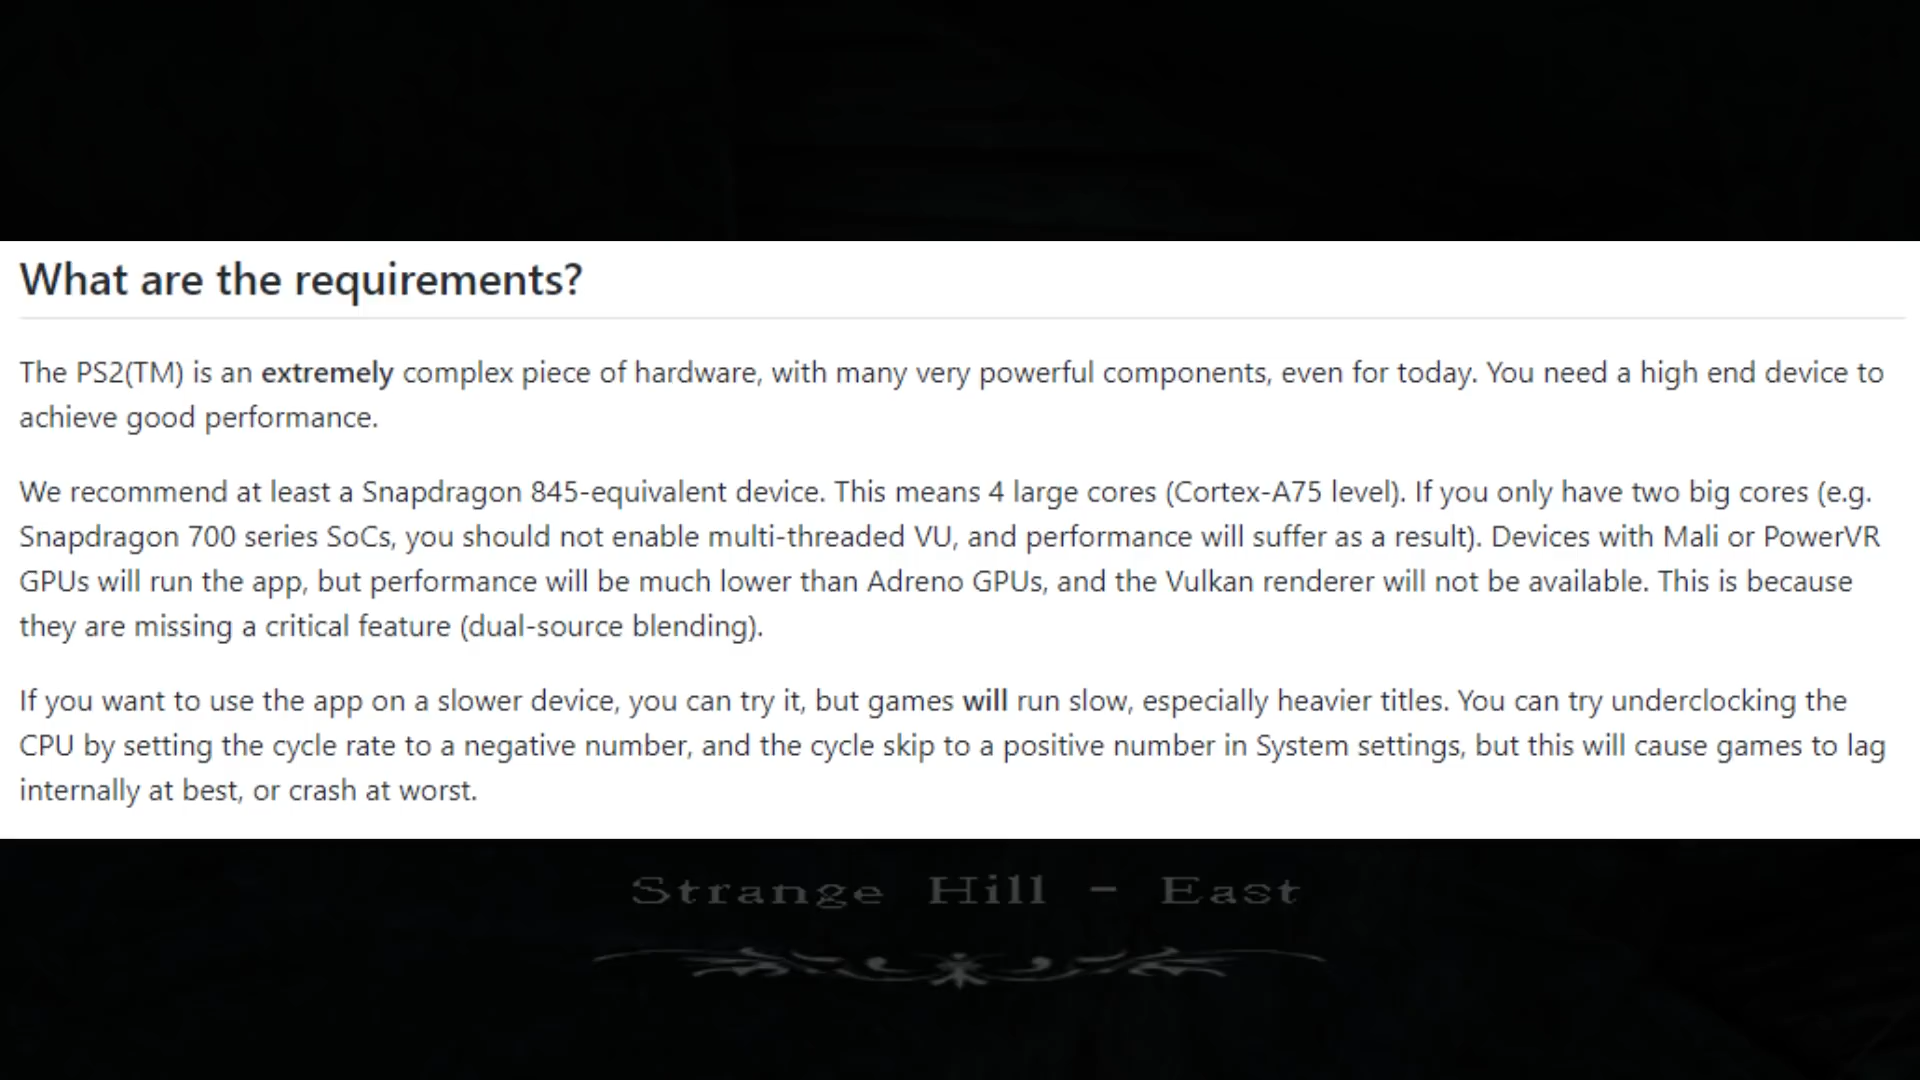 What are the requirements?
The PS2(TM) is an extremely complex piece of hardware, with many very powerful components, even for today. You need a high end device to
achieve good performance.
We recommend at least a Snapdragon 845-equivalent device. This means 4 large cores (Cortex-A75 level). If you only have two big cores (e.g.
Snapdragon 700 series SoCs, you should not enable multi-threaded VU, and performance will suffer as a result). Devices with Mali or PowerVR
GPUs will run the app, but performance will be much lower than Adreno GPUs, and the Vulkan renderer will not be available. This is because
they are missing a critical feature (dual-source blending).
If you want to use the app on a slower device, you can try it, but games will run slow, especially heavier titles. You can try underclocking the
CPU by setting the cycle rate to a negative number, and the cycle skip to a positive number in System settings, but this will cause games to lag
internally at best, or crash at worst.
Strange Hill - East